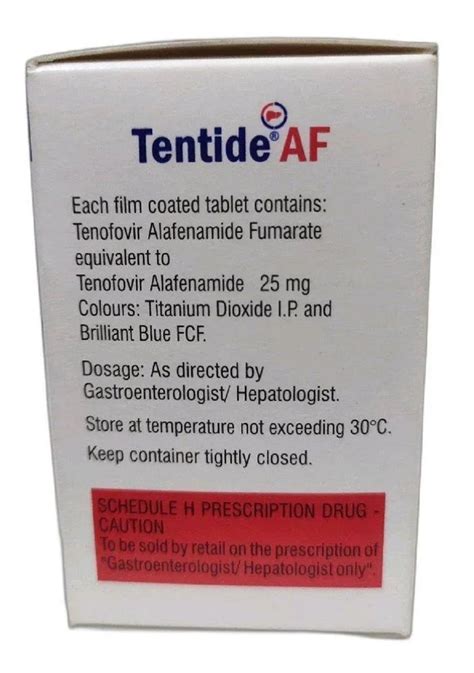 Tentide® AF
Each film coated tablet contains:
Tenofovir Alafenamide Fumarate
equivalent to
Tenofovir Alafenamide 25 mg
Colours: Titanium Dioxide I.P. and
Brilliant Blue FCF.
Dosage: As directed by
Gastroenterologist/ Hepatologist.
Store at temperature not exceeding 30°C.
Keep container tightly closed.
SCHEDULE H PRESCRIPTION DRUG -
CAUTION
To be sold by retail on the prescription of
"Gastroenterologist/ Hepatologist only".